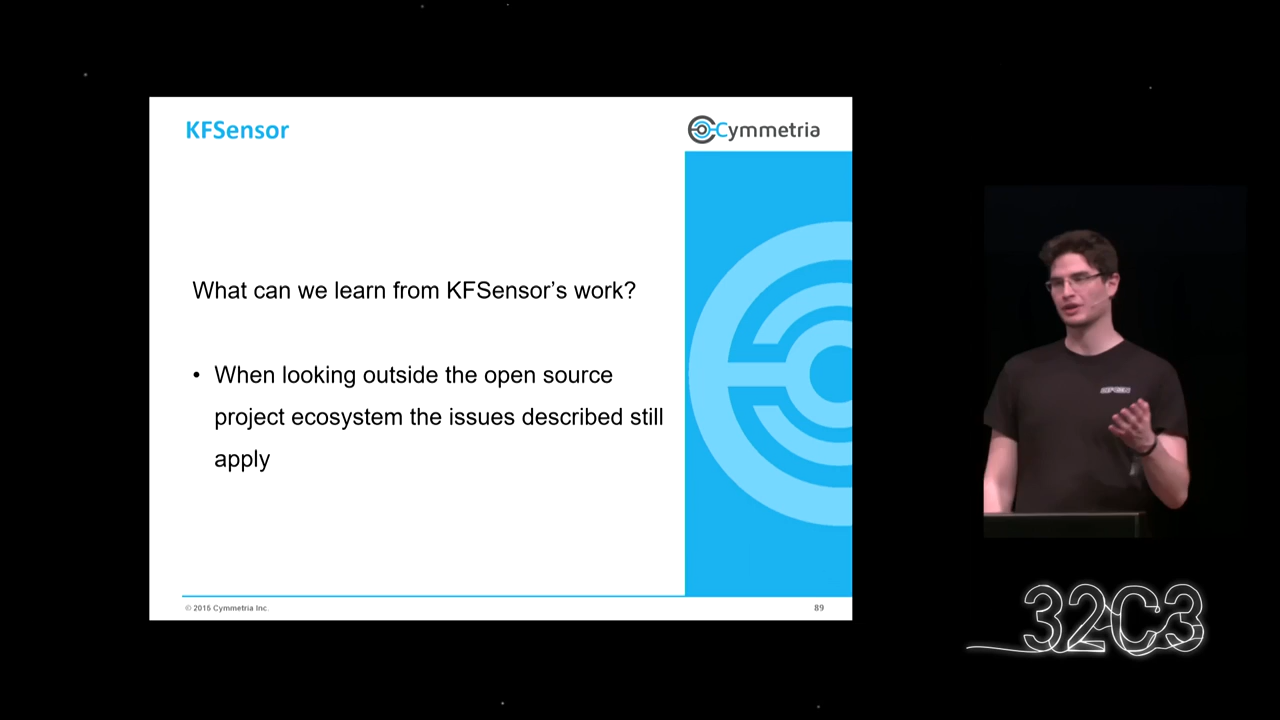 KFSensor
Cymmetria
What can we learn from KFSensor’s work?
• When looking outside the open source
project ecosystem the issues described still
apply
© 2015 Cymmetria Inc.
89
32C3